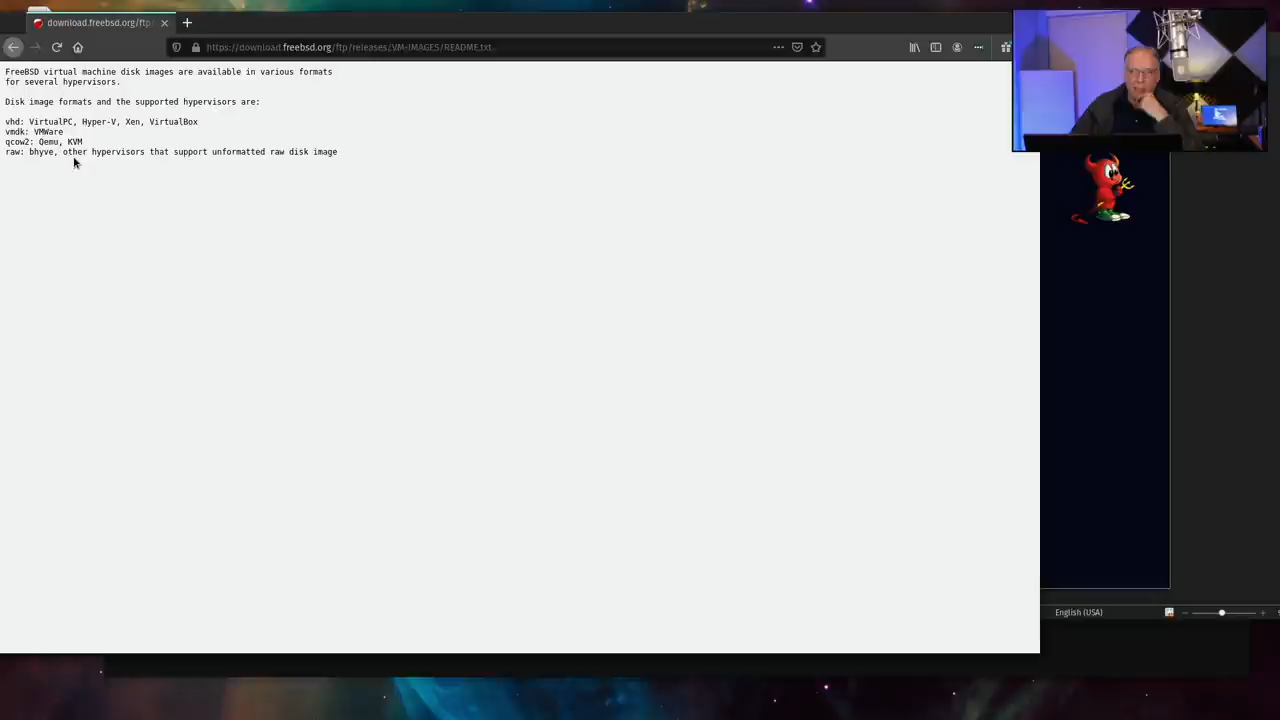 download.freebsd.org/ftp
https://download.freebsd.org/ftp/releases/VM-IMAGES/README.txt
FreeBSD virtual machine disk images are available in various formats
for several hypervisors.
Disk image formats and the supported hypervisors are:
vhd: VirtualPC, Hyper-V, Xen, VirtualBox
vmdk: VMWare
qcow2: Qemu, KVM
raw: bhyve, other hypervisors that support unformatted raw disk image
English (USA)